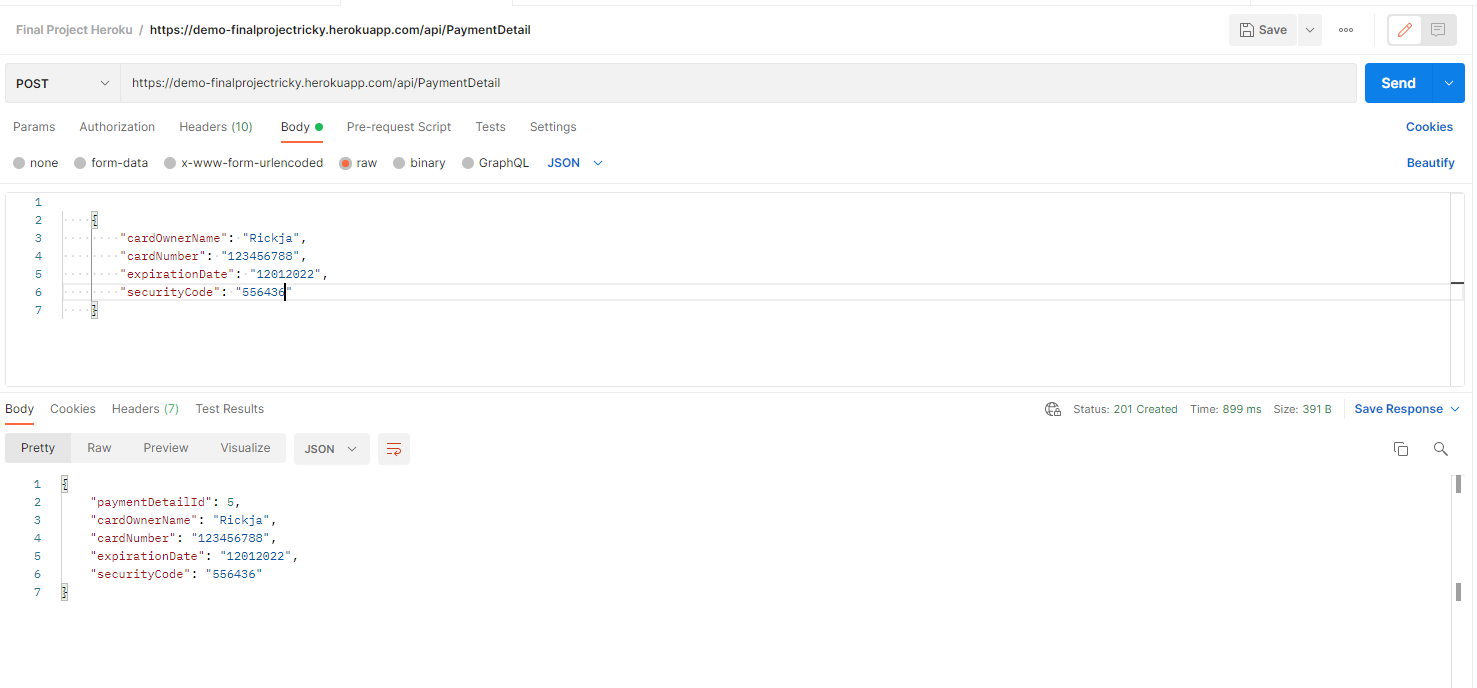 Final Project Heroku / https://demo-finalprojectricky.herokuapp.com/api/PaymentDetail Save
POST https://demo-finalprojectricky.herokuapp.com/api/PaymentDetail Send
Params Authorization Headers (10) Body Pre-request Script Tests Settings Cookies
none form-data x-www-form-urlencoded raw binary GraphQL JSON Beautify
1
2 {
3 "cardOwnerName": "Rickja",
4 "cardNumber": "123456788",
5 "expirationDate": "12012022",
6 "securityCode": "556436"
7 }
Body Cookies Headers (7) Test Results Status: 201 Created Time: 899 ms Size: 391 B Save Response
Pretty Raw Preview Visualize JSON
1 {
2 "paymentDetailId": 5,
3 "cardOwnerName": "Rickja",
4 "cardNumber": "123456788",
5 "expirationDate": "12012022",
6 "securityCode": "556436"
7 }